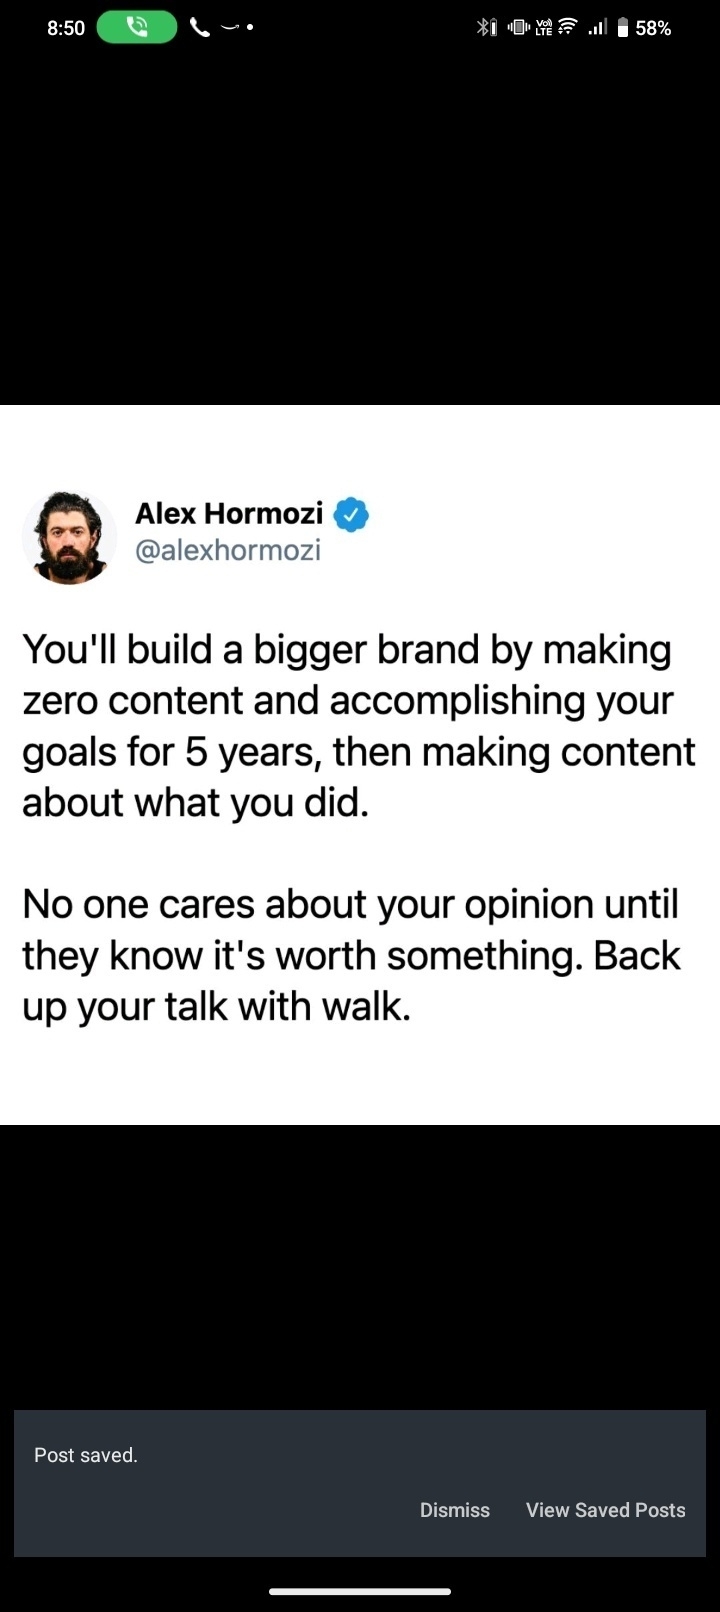 8:50
Vo)) LTE
58%
Alex Hormozi
@alexhormozi
You'll build a bigger brand by making
zero content and accomplishing your
goals for 5 years, then making content
about what you did.
No one cares about your opinion until
they know it's worth something. Back
up your talk with walk.
Post saved.
Dismiss View Saved Posts